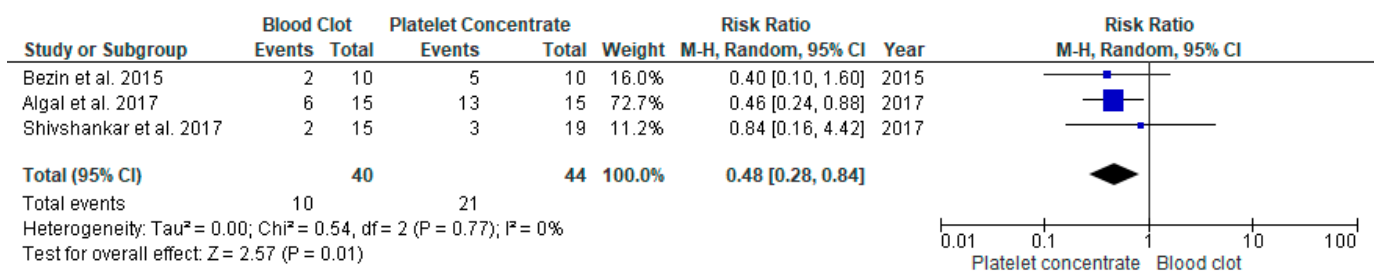 Blood Clot Platelet Concentrate Risk Ratio Risk Ratio
Study or Subgroup Events Total Events Total Weight M-H, Random, 95% CI Year M-H, Random, 95% CI
Bezin et al. 2015 2 10 5 10 16.0% 0.40 [0.10, 1.60] 2015
Algal et al. 2017 6 15 13 15 72.7% 0.46 [0.24, 0.88] 2017
Shivshankar et al. 2017 2 15 3 19 11.2% 0.84 [0.16, 4.42] 2017
Total (95% CI) 40 44 100.0% 0.48 [0.28, 0.84]
Total events 10 21
Heterogeneity: Tau² = 0.00; Chi² = 0.54, df = 2 (P = 0.77); I² = 0%
Test for overall effect: Z = 2.57 (P = 0.01)
0.01 0.1 1 10 100
Platelet concentrate Blood clot